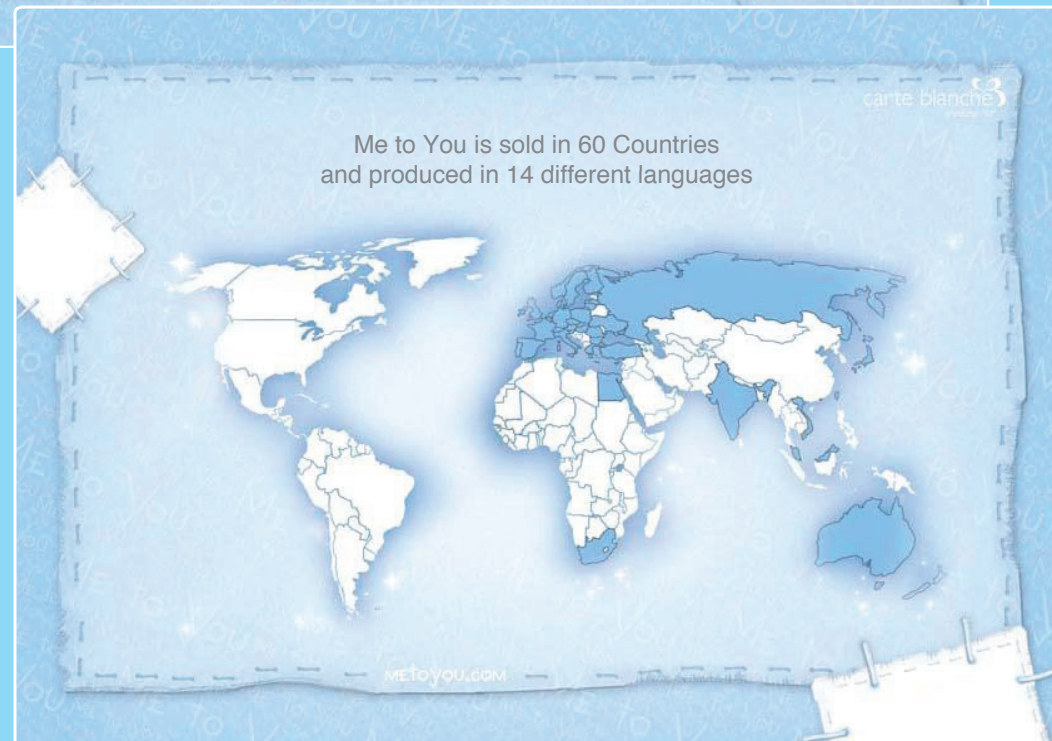 carte blanche
Me to You is sold in 60 Countries
and produced in 14 different languages
METOYOU.COM